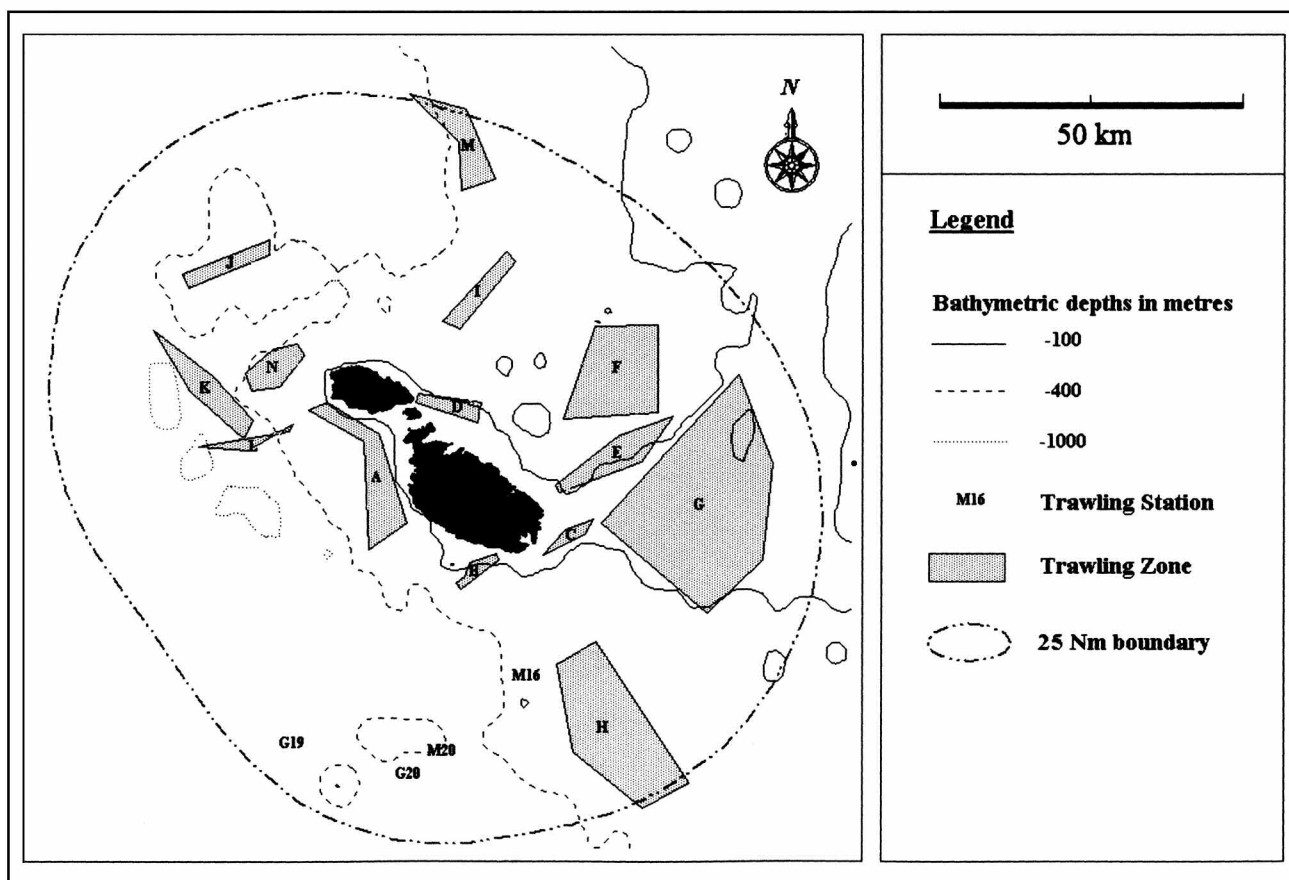 M
N
J
I
K
N
F
D
E
A
G
C
B
M16
H
G19
M20
G20
50 km
Legend
Bathymetric depths in metres
-100
-400
-1000
M16 Trawling Station
Trawling Zone
25 Nm boundary